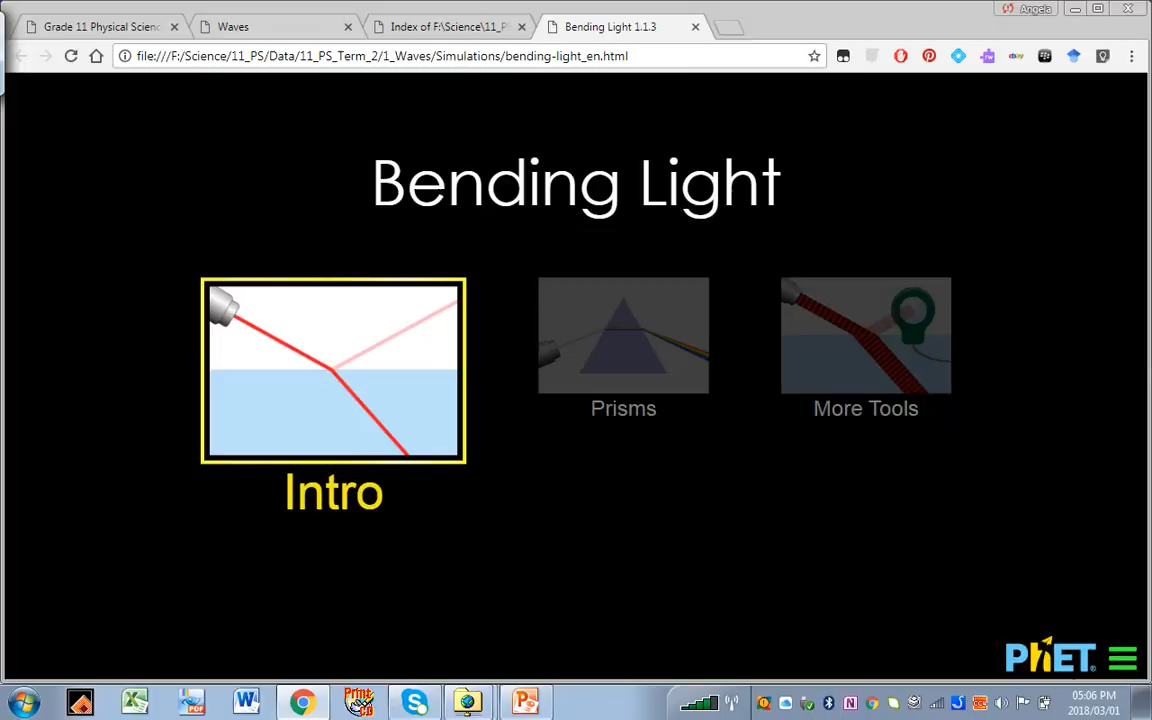 Angela
Grade 11 Physical Scienc
Waves
Index of F:\Science\11_P
Bending Light 1.1.3
file:///F:/Science/11_PS/Data/11_PS_Term_2/1_Waves/Simulations/bending-light_en.html
Bending Light
Intro
Prisms
More Tools
PhET
05:06 PM
2018/03/01